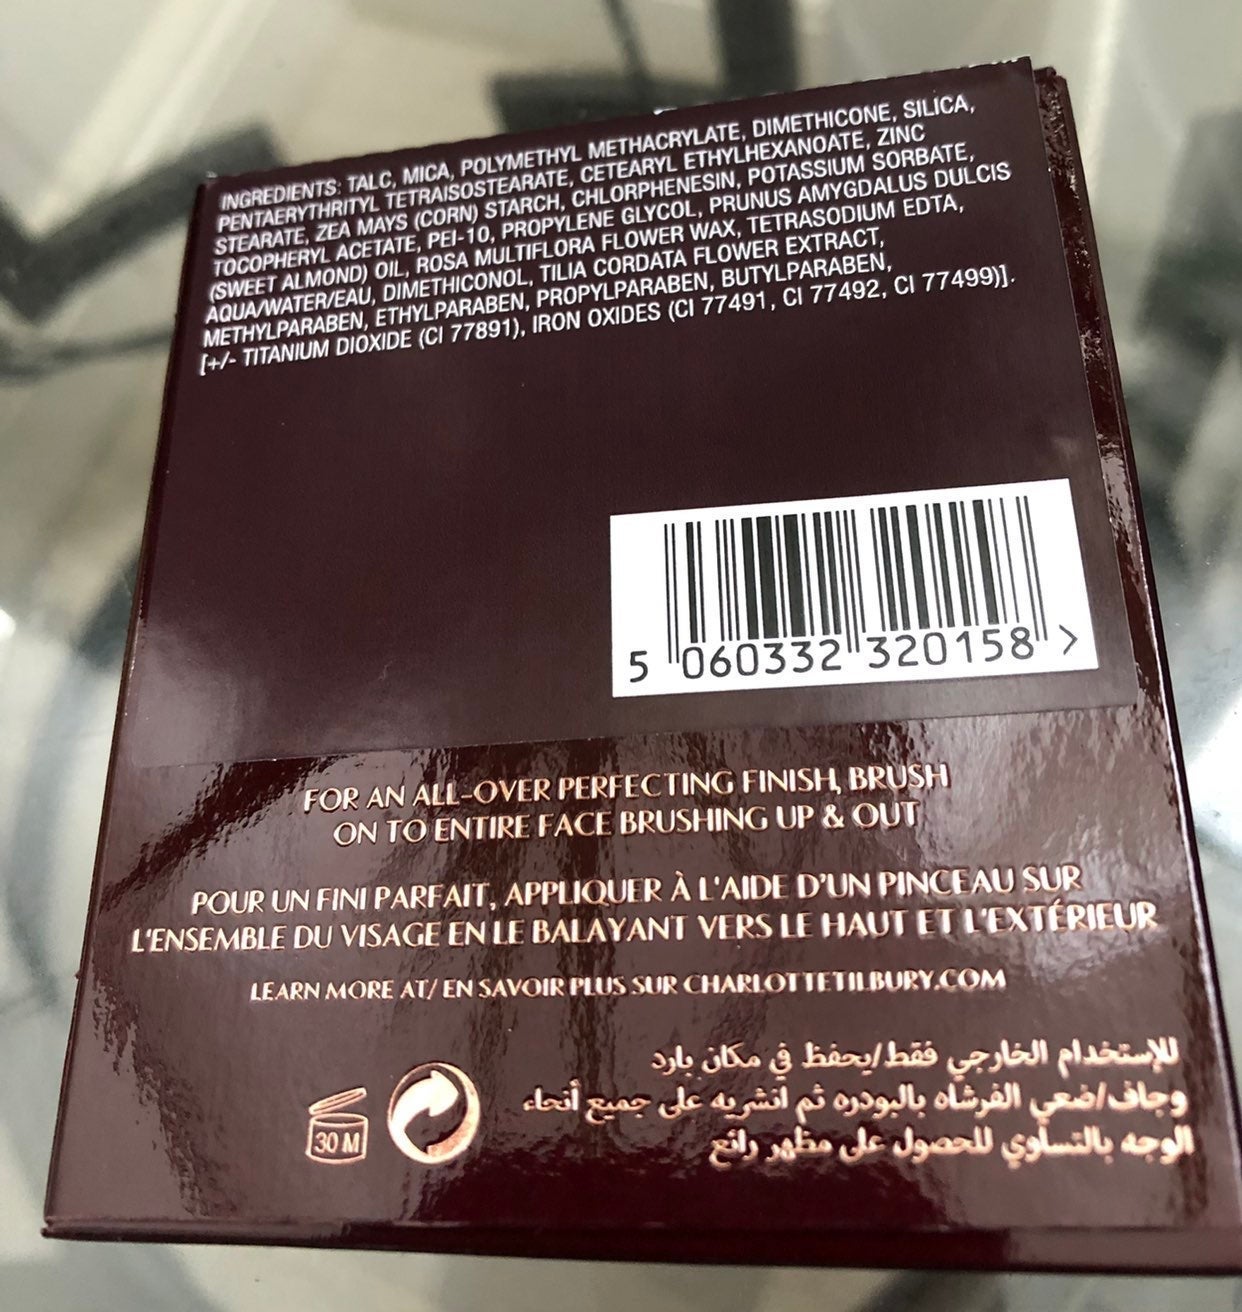 INGREDIENTS: TALC, MICA, POLYMETHYL METHACRYLATE, DIMETHICONE, SILICA,
PENTAERYTHRITYL TETRAISOSTEARATE, CETEARYL ETHYLHEXANOATE, ZINC
STEARATE, ZEA MAYS (CORN) STARCH, CHLORPHENESIN, POTASSIUM SORBATE,
TOCOPHERYL ACETATE, PEI-10, PROPYLENE GLYCOL, PRUNUS AMYGDALUS DULCIS
(SWEET ALMOND) OIL, ROSA MULTIFLORA FLOWER WAX, TETRASODIUM EDTA,
AQUA/WATER/EAU, DIMETHICONOL, TILIA CORDATA FLOWER EXTRACT,
METHYLPARABEN, ETHYLPARABEN, PROPYLPARABEN, BUTYLPARABEN,
[+/- TITANIUM DIOXIDE (CI 77891), IRON OXIDES (CI 77491, CI 77492, CI 77499)].
5 060332 320158 >
FOR AN ALL-OVER PERFECTING FINISH, BRUSH
ON TO ENTIRE FACE BRUSHING UP & OUT
POUR UN FINI PARFAIT, APPLIQUER À L'AIDE D'UN PINCEAU SUR
L'ENSEMBLE DU VISAGE EN LE BALAYANT VERS LE HAUT ET L'EXTÉRIEUR
LEARN MORE AT/ EN SAVOIR PLUS SUR CHARLOTTETILBURY.COM
للإستخدام الخارجي فقط/يحفظ في مكان بارد
وجاف/ضعي الفرشاه بالبودره ثم أنشريه على جميع أنحاء
الوجه بالتساوي للحصول على مظهر رائع
30 M